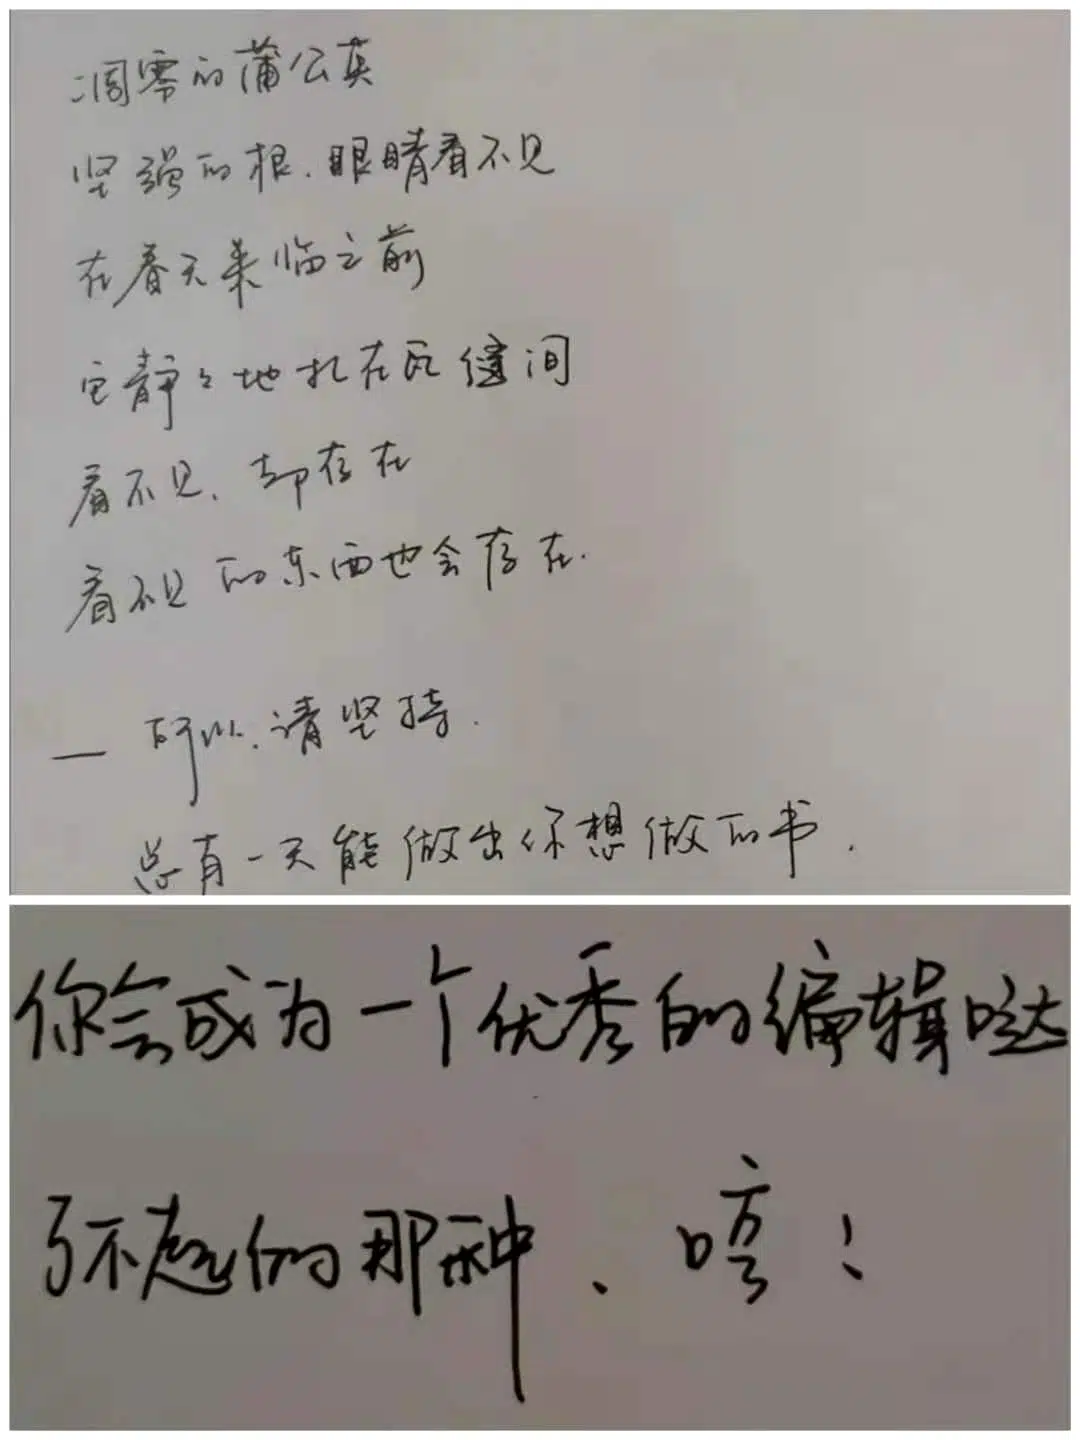 凋零的蒲公英
坚强的根、眼睛看不见
在春天来临之前
它静々地扎在瓦缝间
看不见、却存在
看不见的东西也会存在.
— 所以、请坚持.
总有一天能做出你想做的书.
你会成为一个优秀的编辑哒
了不起的那种、哼!